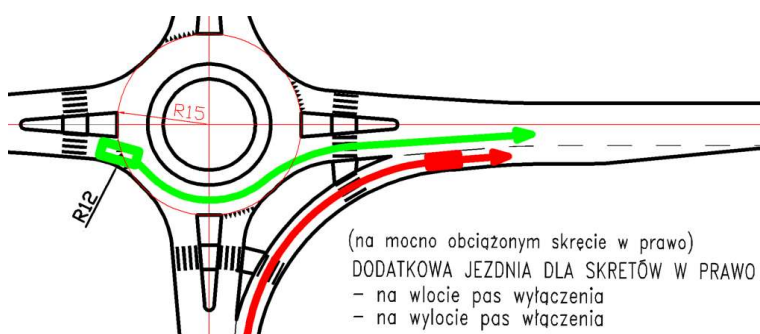 R15
R12
(na mocno obciążonym skręcie w prawo)
DODATKOWA JEZDNIA DLA SKRETÓW W PRAWO
- na wlocie pas wyłączenia
- na wylocie pas włączenia